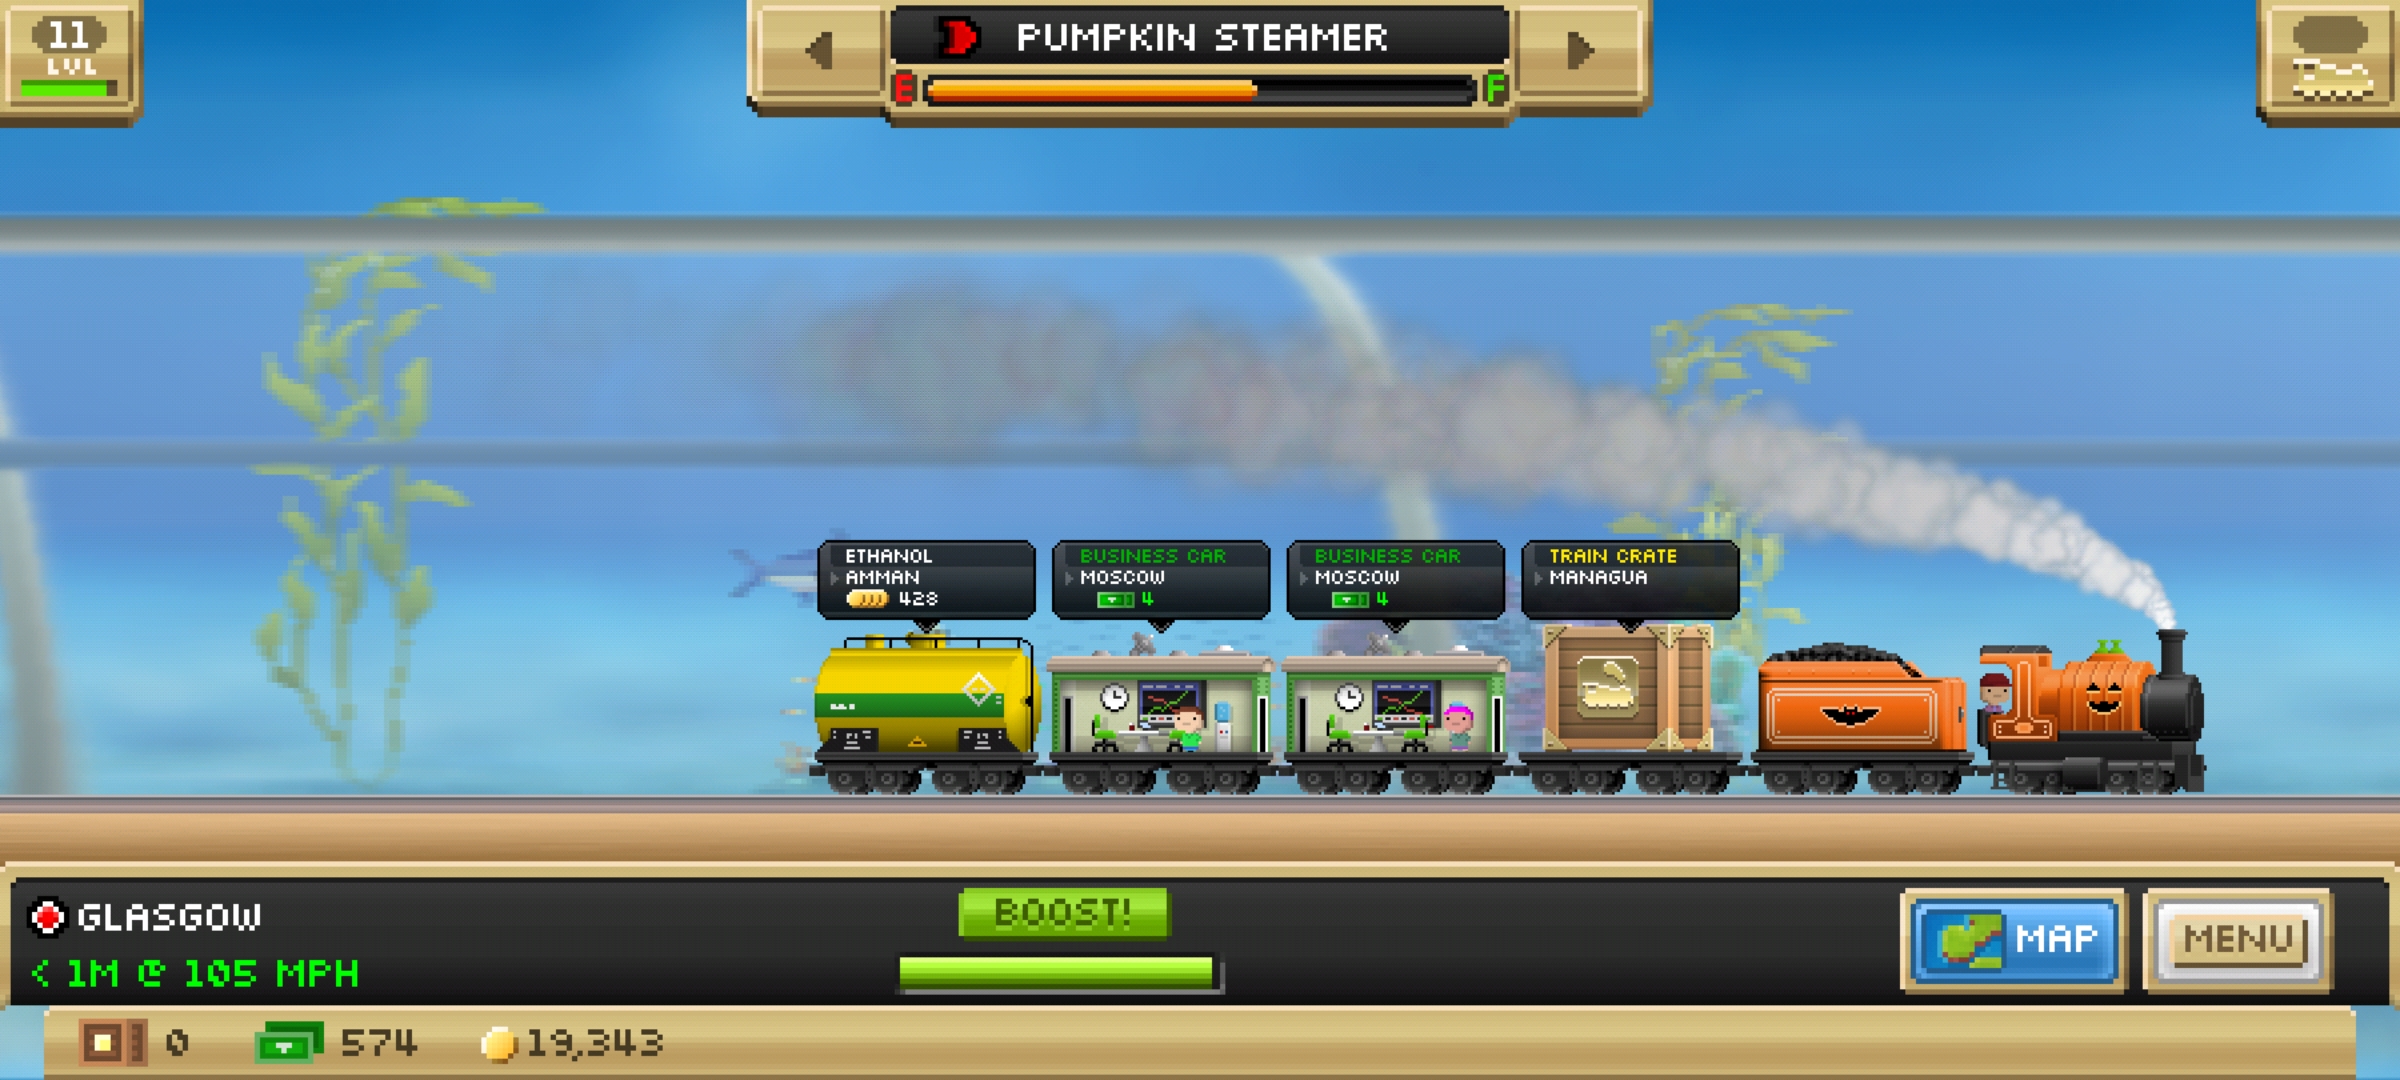 11
LVL
PUMPKIN STEAMER
E
F
ETHANOL
AMMAN
428
BUSINESS CAR
MOSCOW
4
BUSINESS CAR
MOSCOW
4
TRAIN CRATE
MANAGUA
GLASGOW
< 1M @ 105 MPH
BOOST!
MAP
MENU
0
574
19,343